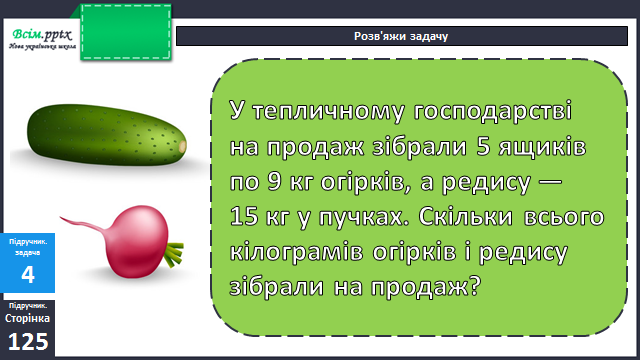 Всім.pptx
Нова українська школа
Розв'яжи задачу
У тепличному господарстві
на продаж зібрали 5 ящиків
по 9 кг огірків, а редису —
15 кг у пучках. Скільки всього
кілограмів огірків і редису
зібрали на продаж?
Підручник.
задача
4
Підручник.
Сторінка
125